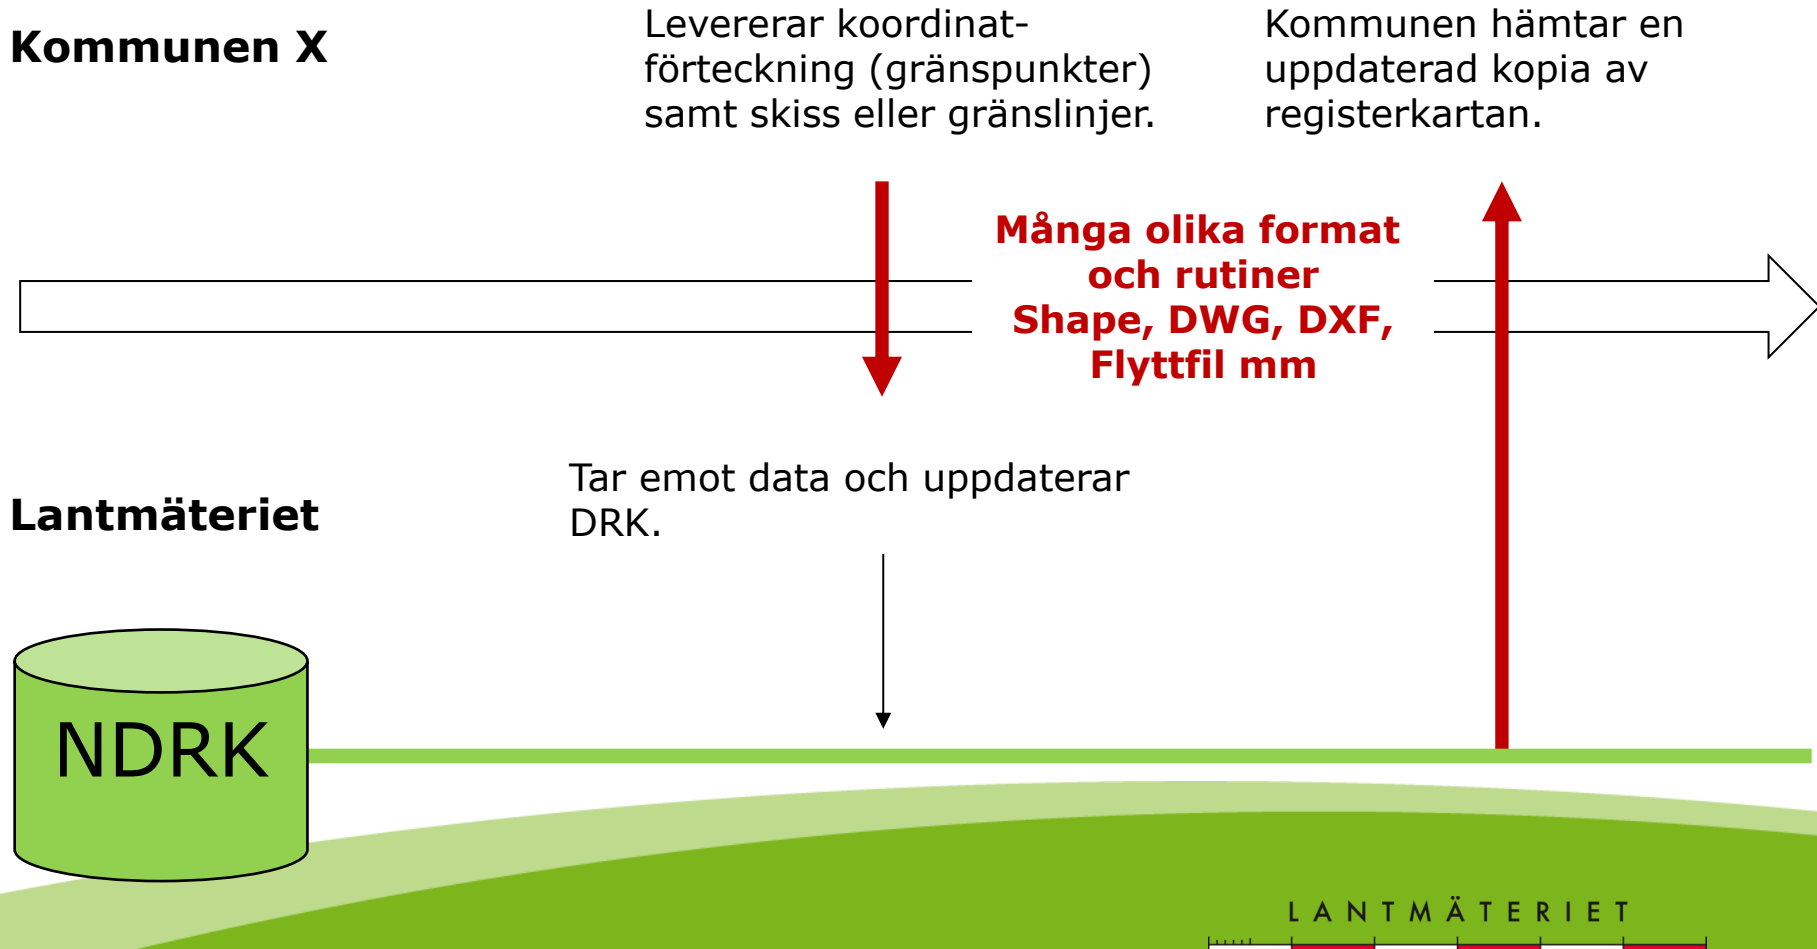 Kommunen X
Levererar koordinat-
förteckning (gränspunkter)
samt skiss eller gränslinjer.
Kommunen hämtar en
uppdaterad kopia av
registerkartan.
Många olika format
och rutiner
Shape, DWG, DXF,
Flyttfil mm
Lantmäteriet
Tar emot data och uppdaterar
DRK.
NDRK
LANTMÄTERIET